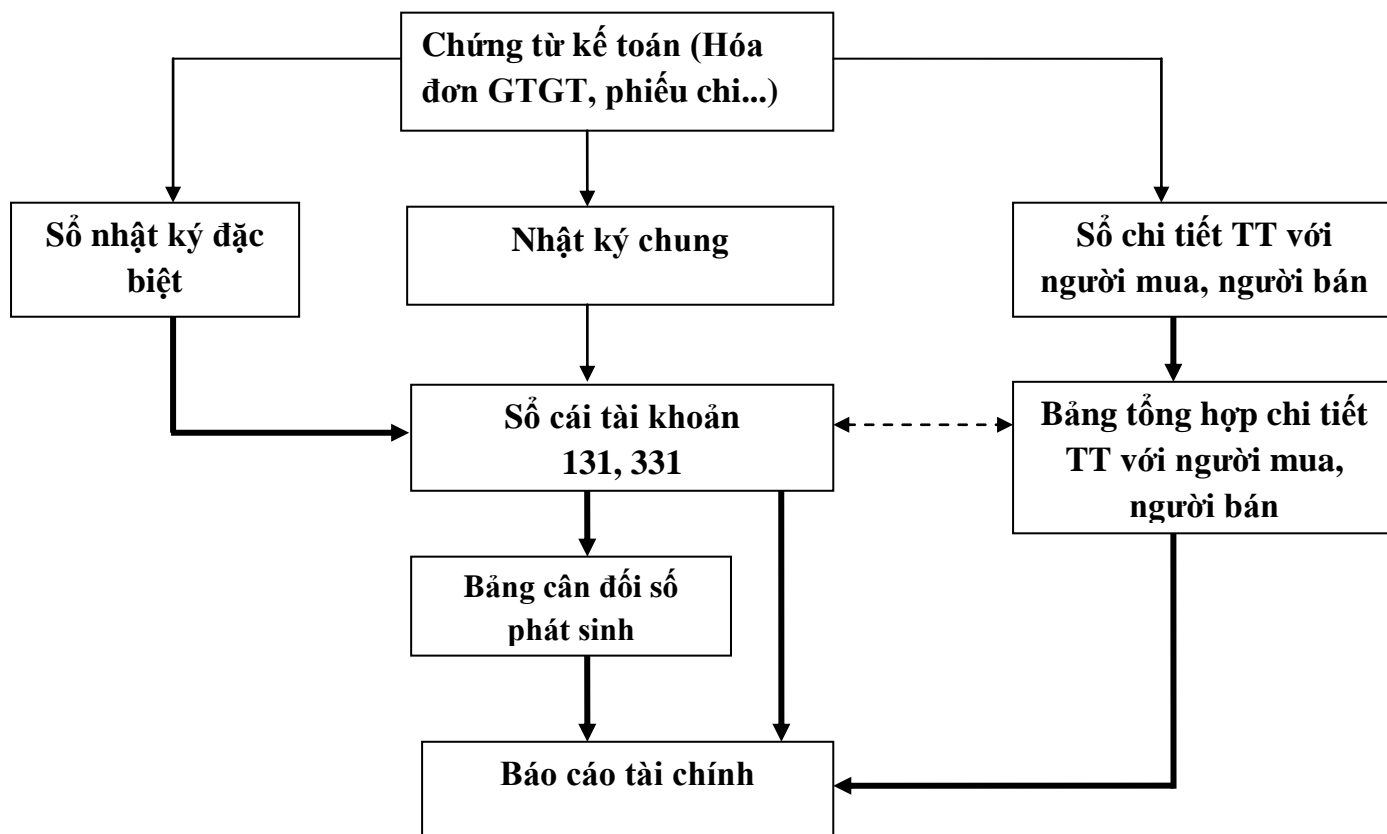 Chứng từ kế toán (Hóa
đơn GTGT, phiếu chi...)
Sổ nhật ký đặc
biệt
Nhật ký chung
Sổ chi tiết TT với
người mua, người bán
Sổ cái tài khoản
131, 331
Bảng tổng hợp chi tiết
TT với người mua,
người bán
Bảng cân đối số
phát sinh
Báo cáo tài chính